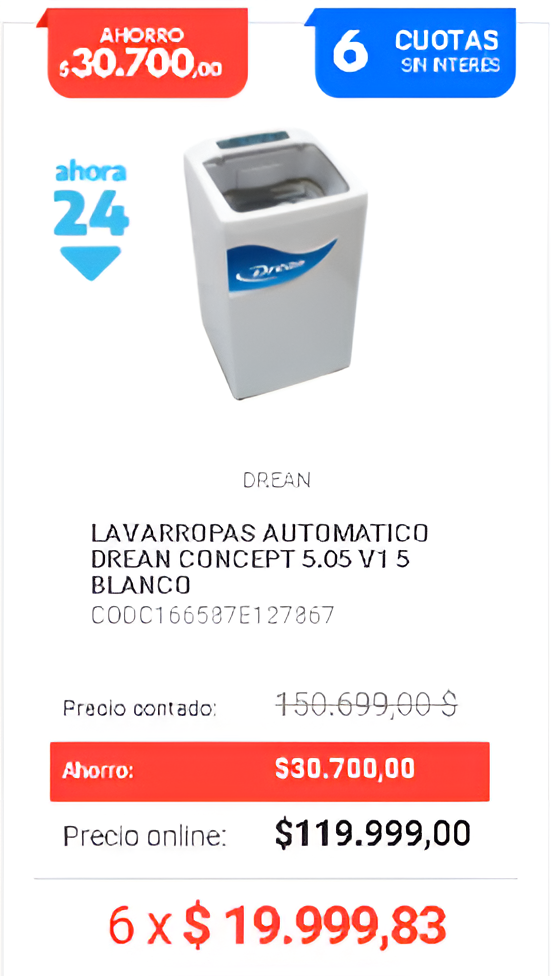 AHORRO
$30.700,00
6 CUOTAS
SIN INTERES
ahora
24
Drean
DREAN
LAVARROPAS AUTOMATICO
DREAN CONCEPT 5.05 V1 5
BLANCO
CODC166587E127867
Precio contado: 150.699,00 $
Ahorro: $30.700,00
Precio online: $119.999,00
6 x $ 19.999,83